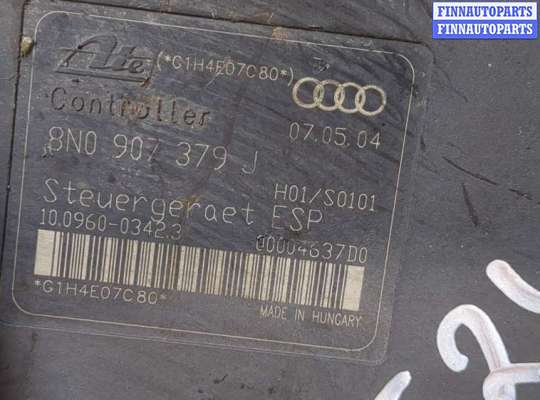 FINNAUTOPARTS
FINNAUTOPARTS
Ate (*G1H4E07C80*)
Controller
07.05.04
8N0 907 379 J
H01/S0101
Steuergeraet ESP
10.0960-0342.3
00004637D0
*G1H4E07C80*
MADE IN HUNGARY